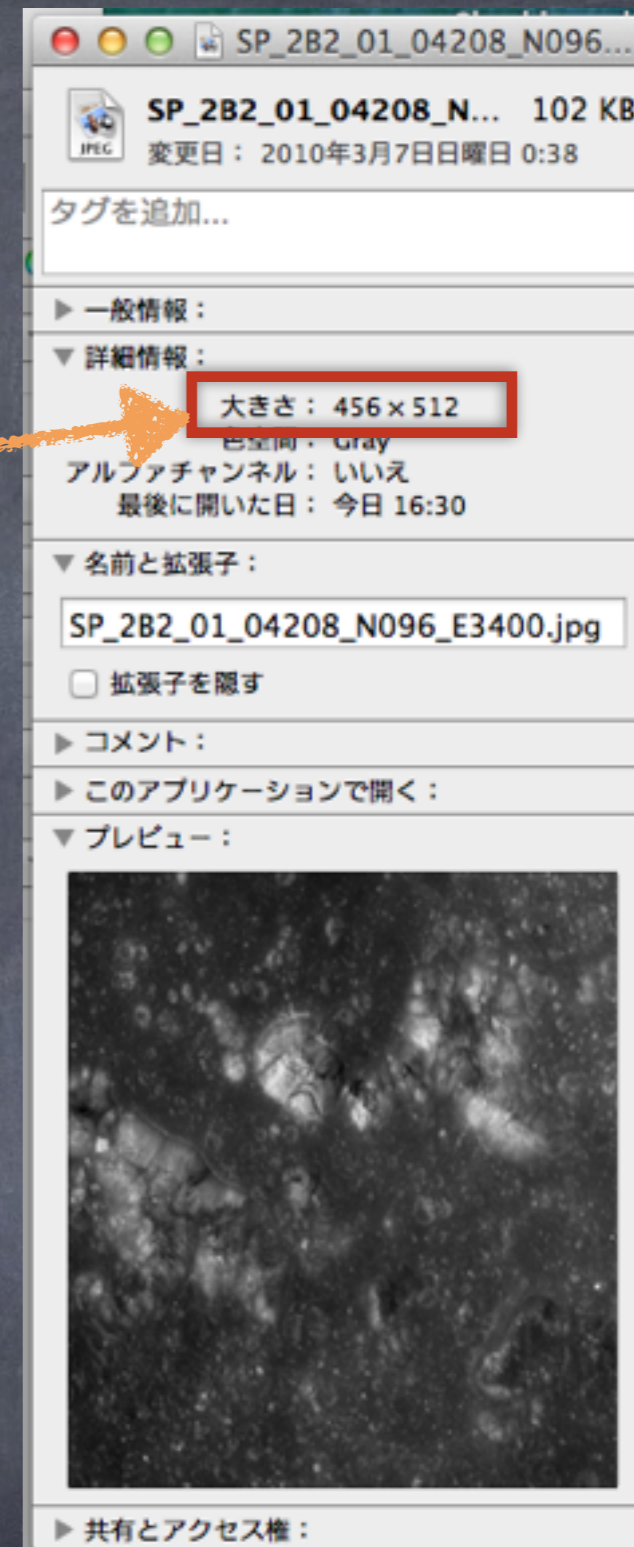 SP_2B2_01_04208_N096...
SP_2B2_01_04208_N... 102 KB
JPEG
変更日： 2010年3月7日日曜日 0:38
タグを追加...
▶ 一般情報：
▼ 詳細情報：
大きさ： 456 × 512
色空間： Gray
アルファチャンネル： いいえ
最後に開いた日： 今日 16:30
▼ 名前と拡張子：
SP_2B2_01_04208_N096_E3400.jpg
拡張子を隠す
▶ コメント：
▶ このアプリケーションで開く：
▼ プレビュー：
▶ 共有とアクセス権：